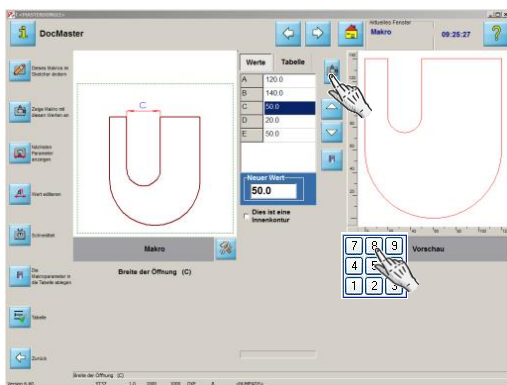 DocMaster
Aktuelles Fenster
Makro
09:25:27
Dieses Makros im
Sketcher ändern
Zeige Makro mit
diesen Werten an
Nächsten
Parameter
anzeigen
Wert editieren
Schneidteil
Die
Makroparameter in
die Tabelle ablegen
Tabelle
Zurück
C
Makro
Breite der Öffnung (C)
Werte Tabelle
A 120.0
B 140.0
C 50.0
D 20.0
E 50.0
Neuer Wert
50.0
Dies ist eine
Innenkontur
Vorschau
7 8 9
4 5
1 2 3
Breite der Öffnung (C)